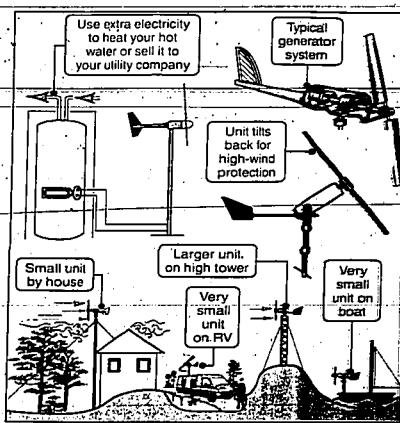 Use extra electricity
to heat your hot
water or sell it to
your utility company
Typical
generator
system
Unit tilts
back for
high-wind
protection
Small unit
by house
Larger unit
on high tower
Very
small
unit
on RV
Very
small
unit on
boat